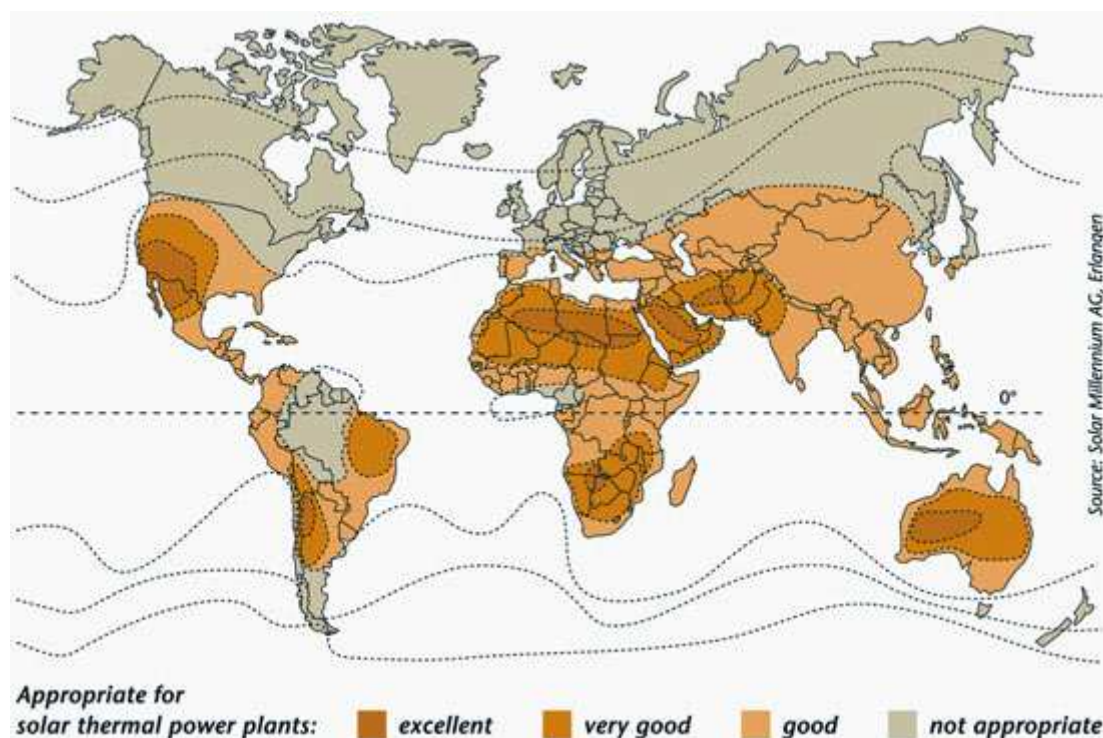 0°
Source: Solar Millennium AG, Erlangen
Appropriate for
solar thermal power plants: excellent very good good not appropriate